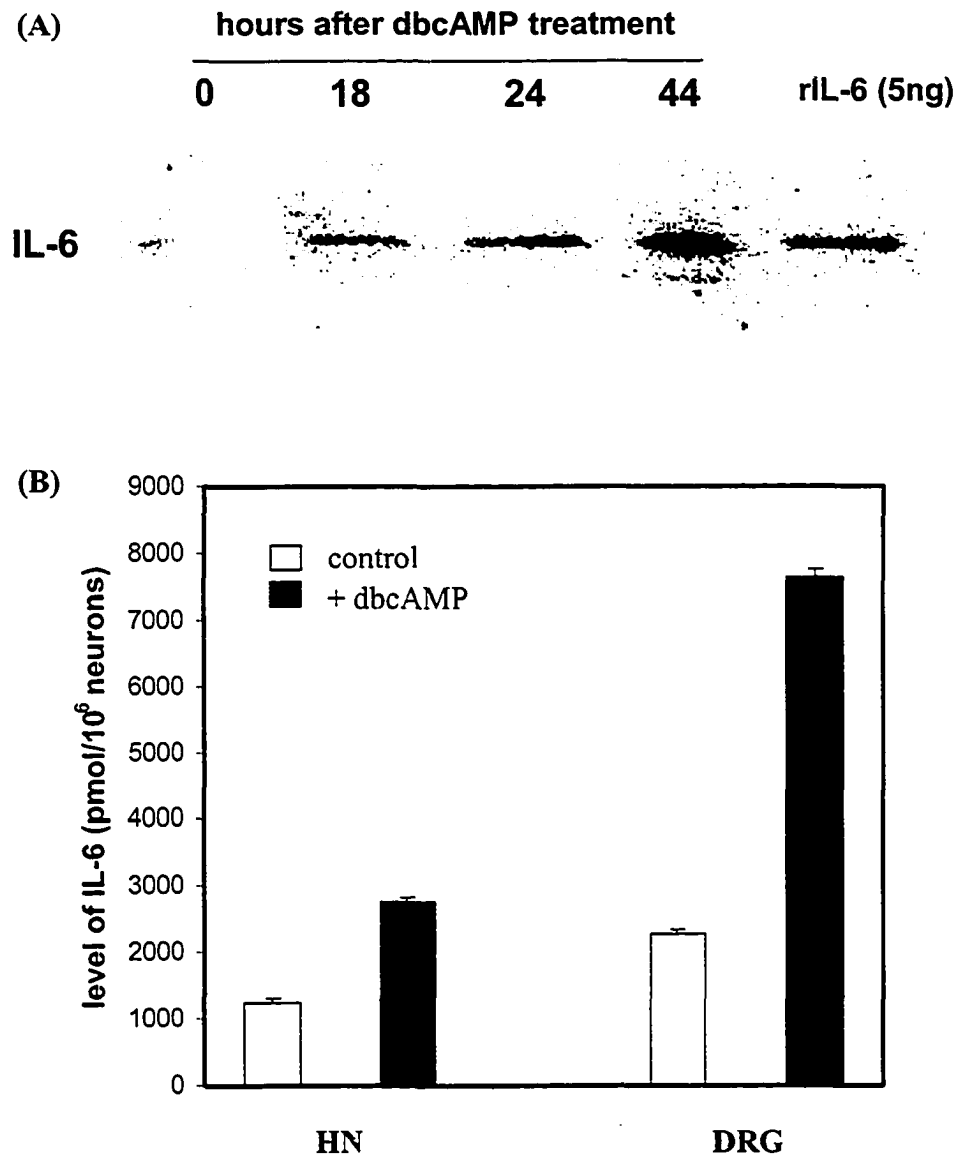 (A)
hours after dbcAMP treatment
0 18 24 44 rIL-6 (5ng)
IL-6
(B)
level of IL-6 (pmol/10⁶ neurons)
9000
8000
7000
6000
5000
4000
3000
2000
1000
0
control
+ dbcAMP
HN DRG